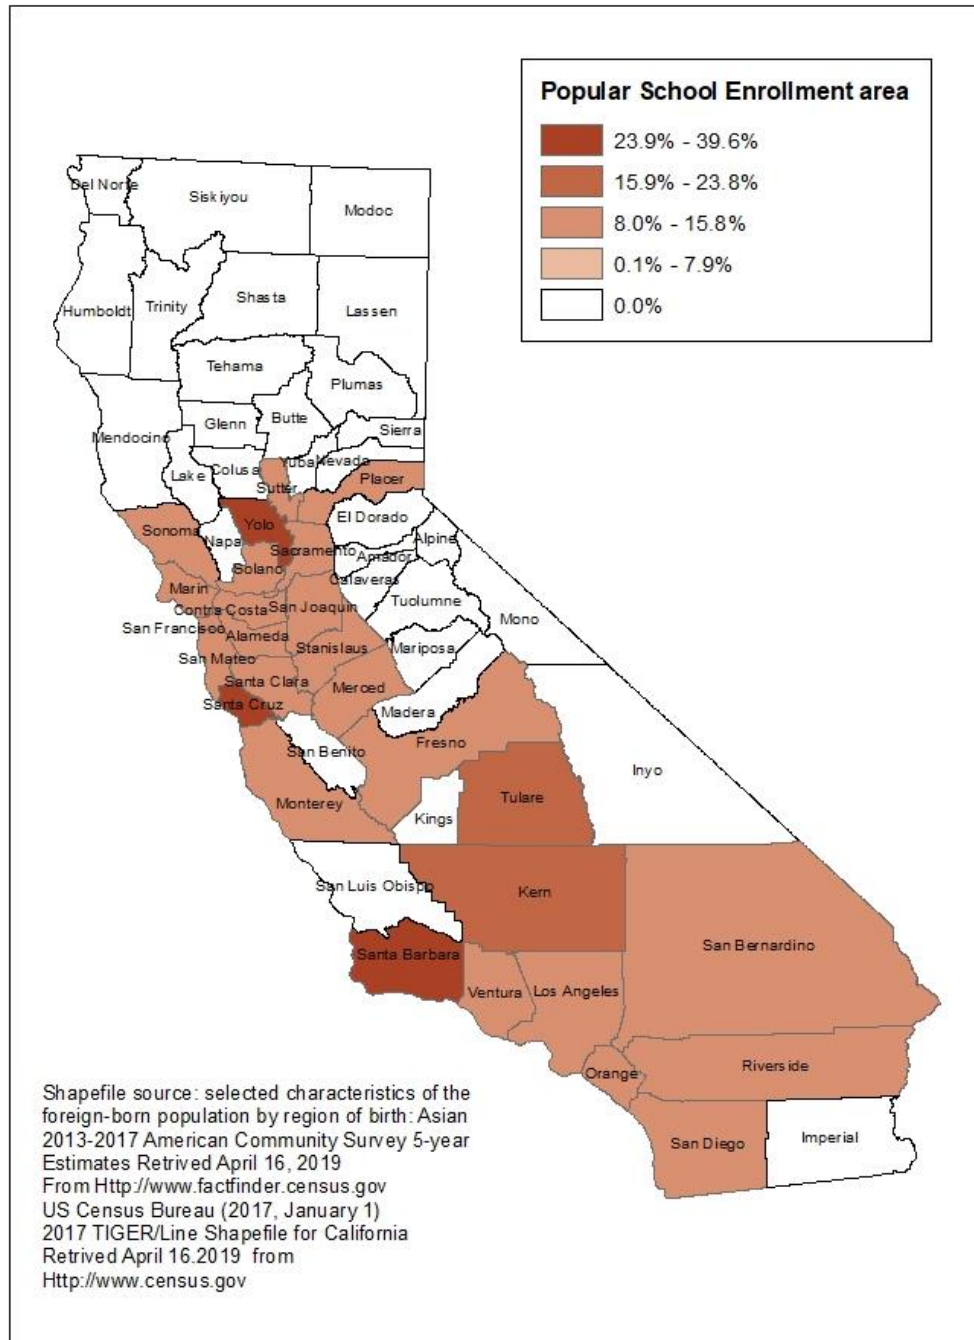 Popular School Enrollment area
23.9% - 39.6%
15.9% - 23.8%
8.0% - 15.8%
0.1% - 7.9%
0.0%
Del Norte
Siskiyou
Modoc
Humboldt
Trinity
Shasta
Lassen
Tehama
Plumas
Mendocino
Glenn
Butte
Sierra
Lake
Colusa
Yuba
Nevada
Sutter
Placer
Sonoma
Napa
Yolo
El Dorado
Sacramento
Alpine
Amador
Solano
Calaveras
Marin
Contra Costa
San Joaquin
Tuolumne
Mono
San Francisco
Alameda
Stanislaus
Mariposa
San Mateo
Santa Clara
Merced
Santa Cruz
Madera
San Benito
Fresno
Inyo
Monterey
Kings
Tulare
San Luis Obispo
Kern
San Bernardino
Santa Barbara
Ventura
Los Angeles
Orange
Riverside
San Diego
Imperial
Shapefile source: selected characteristics of the
foreign-born population by region of birth: Asian
2013-2017 American Community Survey 5-year
Estimates Retrived April 16, 2019
From Http://www.factfinder.census.gov
US Census Bureau (2017, January 1)
2017 TIGER/Line Shapefile for California
Retrived April 16.2019 from
Http://www.census.gov